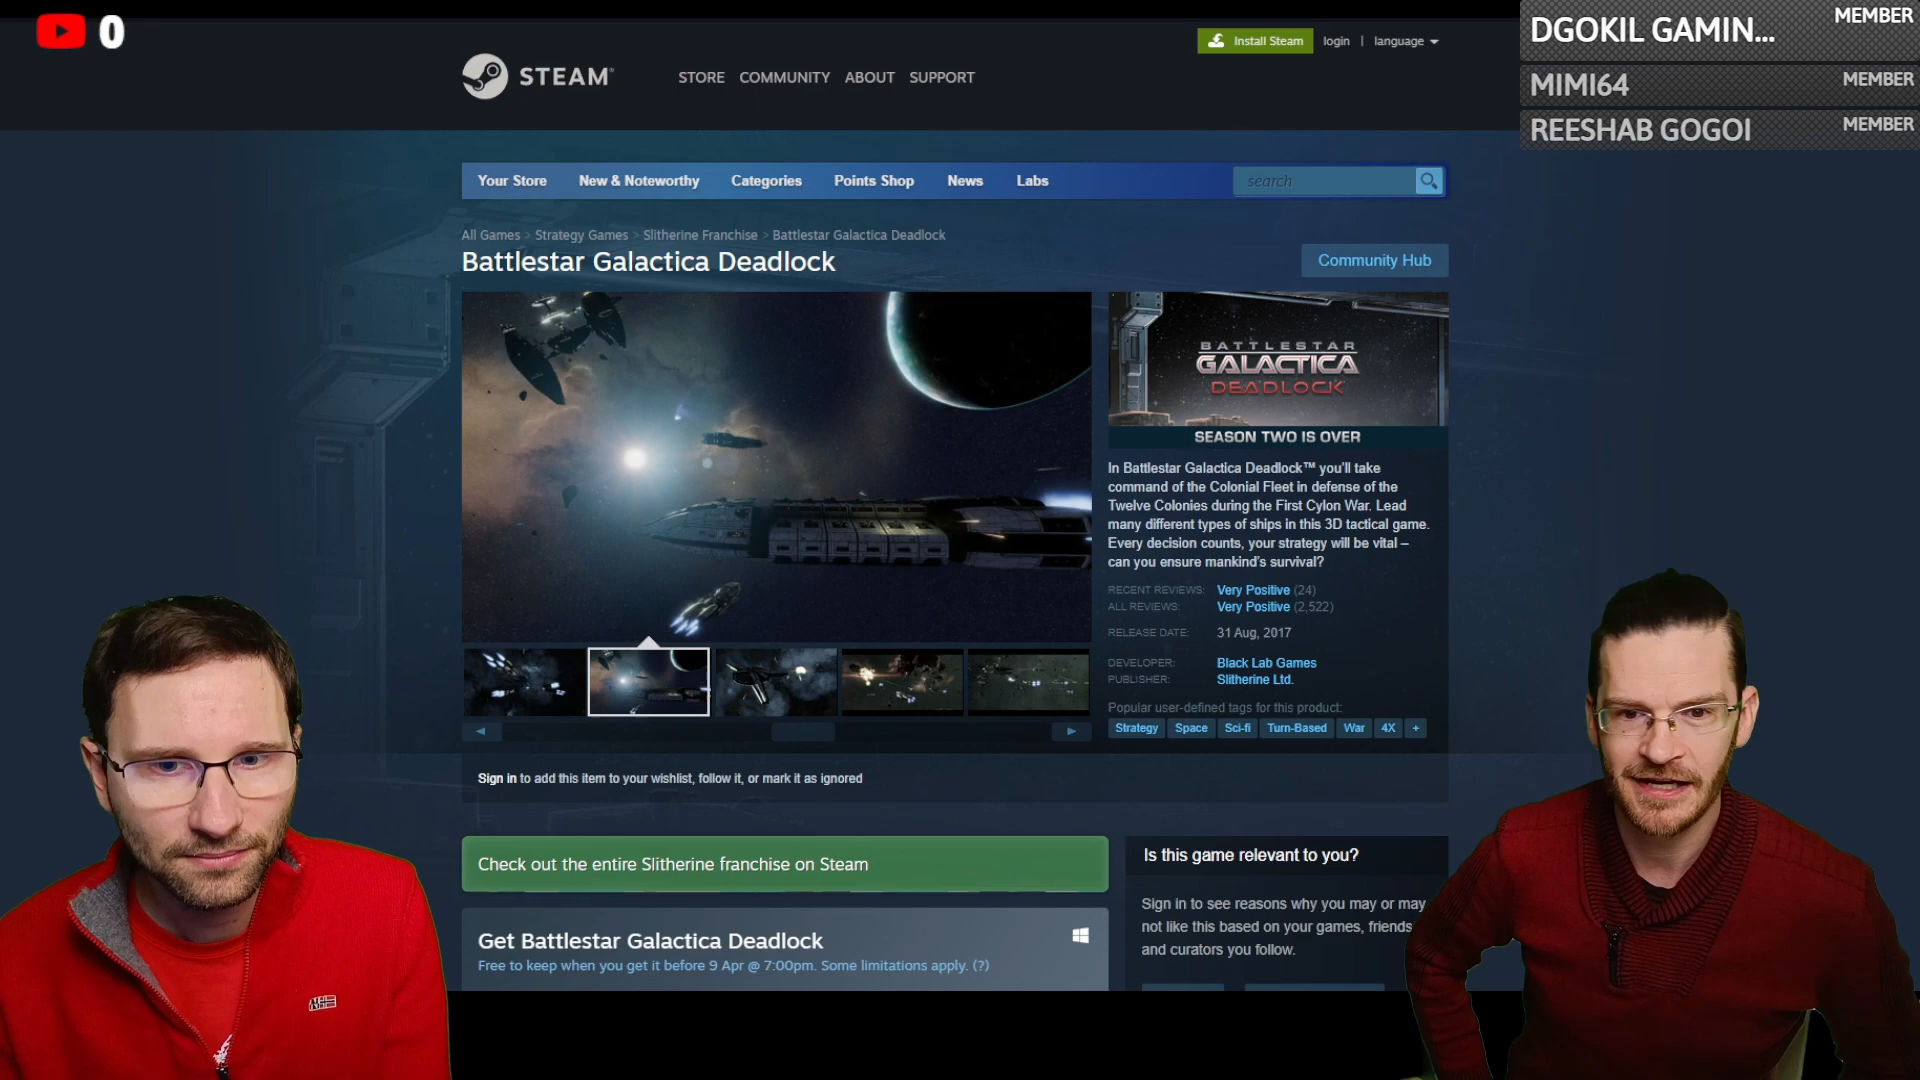 0
Install Steam
login | language
DGOKIL GAMIN... MEMBER
MIMI64 MEMBER
REESHAB GOGOI MEMBER
STEAM
STORE COMMUNITY ABOUT SUPPORT
Your Store New & Noteworthy Categories Points Shop News Labs
search
All Games > Strategy Games > Slitherine Franchise > Battlestar Galactica Deadlock
Battlestar Galactica Deadlock
Community Hub
BATTLESTAR
GALACTICA
DEADLOCK
SEASON TWO IS OVER
In Battlestar Galactica Deadlock™ you'll take
command of the Colonial Fleet in defense of the
Twelve Colonies during the First Cylon War. Lead
many different types of ships in this 3D tactical game.
Every decision counts, your strategy will be vital –
can you ensure mankind's survival?
RECENT REVIEWS: Very Positive (24)
ALL REVIEWS: Very Positive (2,522)
RELEASE DATE: 31 Aug, 2017
DEVELOPER: Black Lab Games
PUBLISHER: Slitherine Ltd.
Popular user-defined tags for this product:
Strategy Space Sci-fi Turn-Based War 4X +
Sign in to add this item to your wishlist, follow it, or mark it as ignored
Check out the entire Slitherine franchise on Steam
Is this game relevant to you?
Sign in to see reasons why you may or may
not like this based on your games, friends,
and curators you follow.
Get Battlestar Galactica Deadlock
Free to keep when you get it before 9 Apr @ 7:00pm. Some limitations apply. (?)